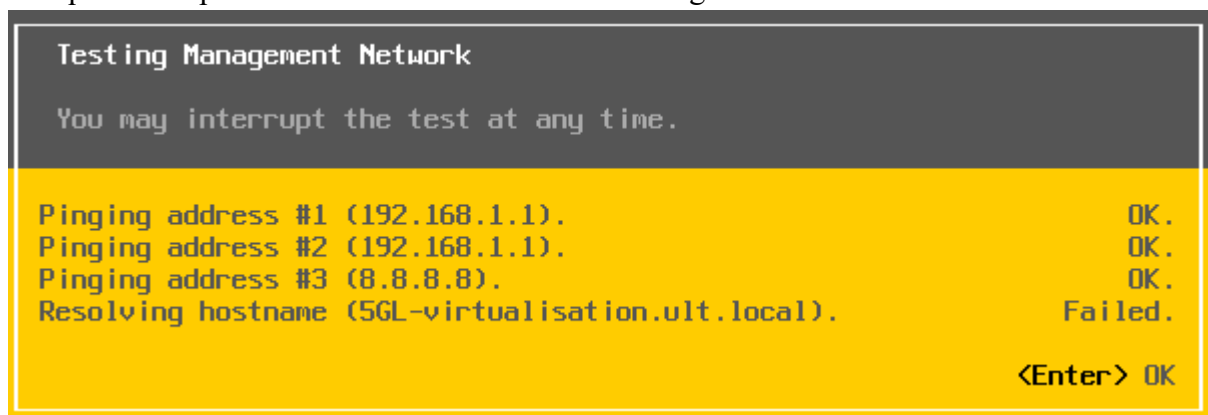 Testing Management Network
You may interrupt the test at any time.
Pinging address #1 (192.168.1.1). OK.
Pinging address #2 (192.168.1.1). OK.
Pinging address #3 (8.8.8.8). OK.
Resolving hostname (5GL-virtualisation.ult.local). Failed.
<Enter> OK